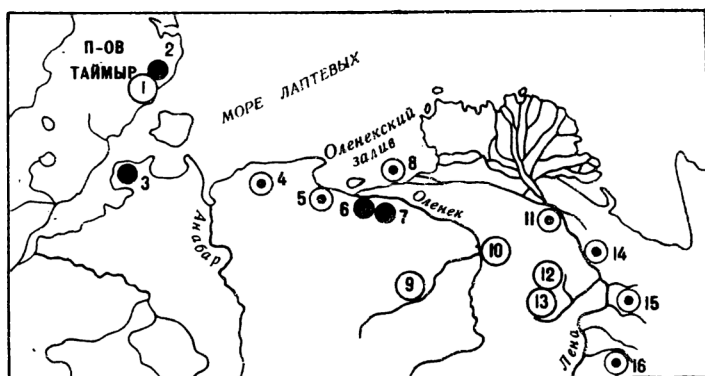 П-ОВ
ТАЙМЫР
МОРЕ ЛАПТЕВЫХ
Оленекский
залив
Анабар
Оленек
Лена
1
2
3
4
5
6
7
8
9
10
11
12
13
14
15
16